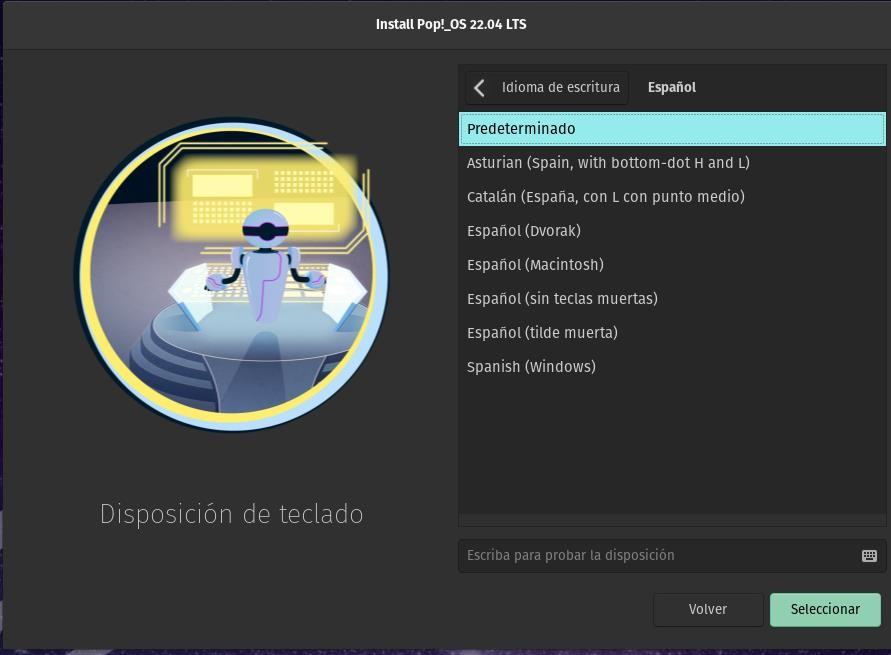 Install Pop!_OS 22.04 LTS
Idioma de escritura
Español
Predeterminado
Asturian (Spain, with bottom-dot H and L)
Catalán (España, con L con punto medio)
Español (Dvorak)
Español (Macintosh)
Español (sin teclas muertas)
Español (tilde muerta)
Spanish (Windows)
Disposición de teclado
Escriba para probar la disposición
Volver
Seleccionar